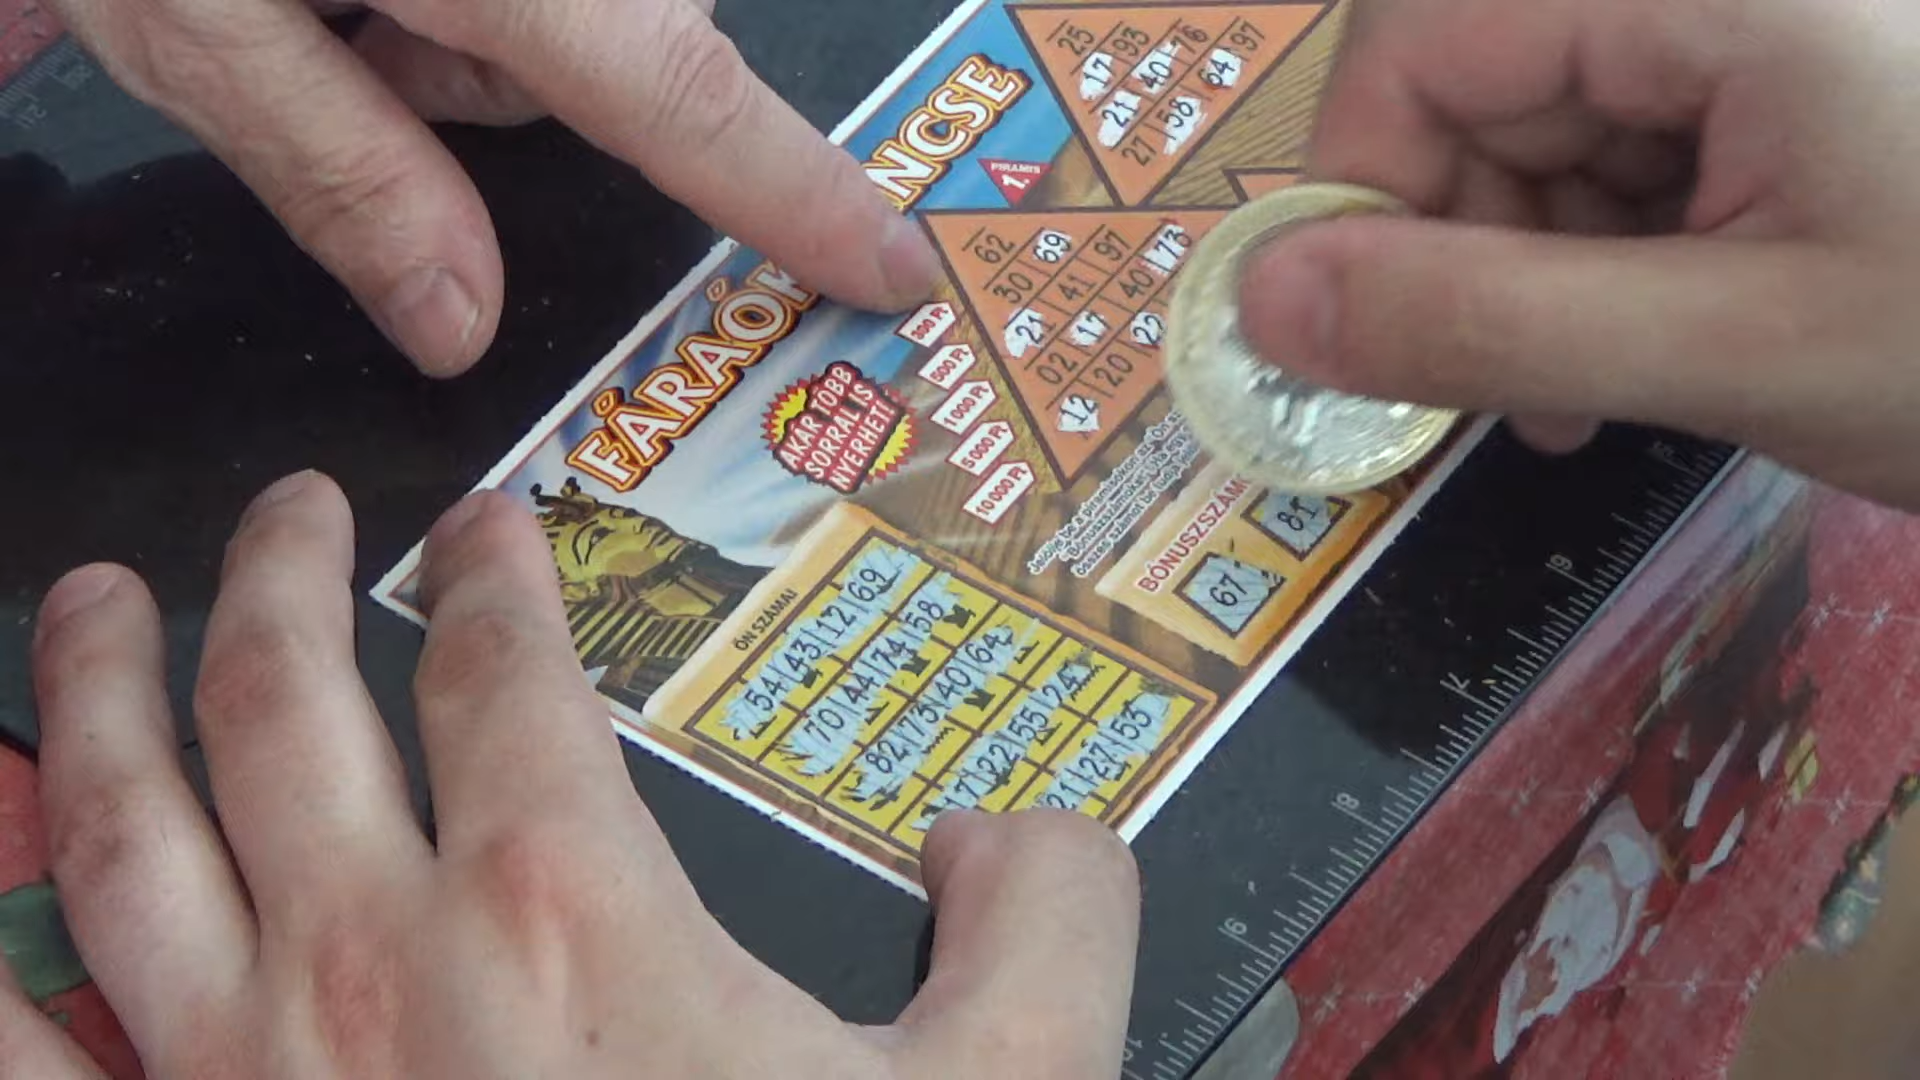 FÁRAÓK
NCSE
PIRAMIS
1.
AKÁR TÖBB
SORRAL IS
NYERHET!
25
17 93
21 40 76
27 58 64 97
62
30 69
21 41 97
02 17 40 73
12 20 22
300 Ft
500 Ft
1000 Ft
5000 Ft
10 000 Ft
BÓNUSZSZÁM
67
81
ÖN SZÁMAI
54 43 12 69
70 44 74 58
82 73 40 64
17 22 55 24
21 27 53